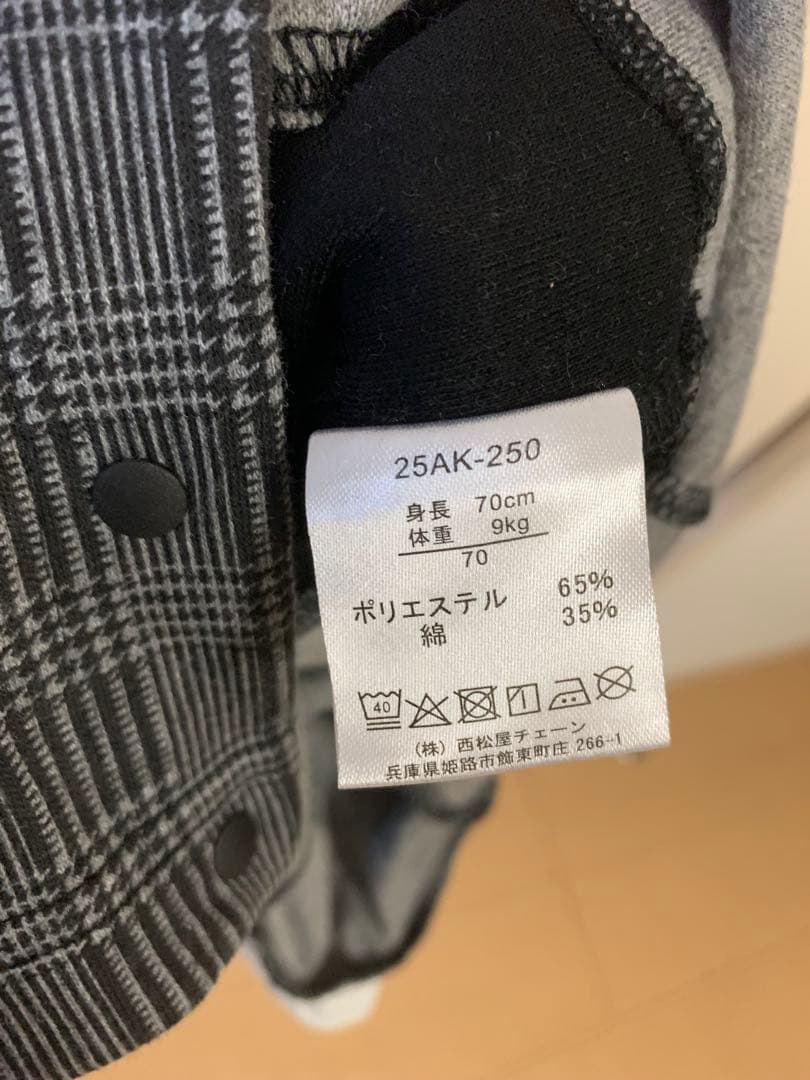 25AK-250
身長 70cm
体重 9kg
70
ポリエステル 65%
綿 35%
40
(株) 西松屋チェーン
兵庫県姫路市飾東町庄 266-1